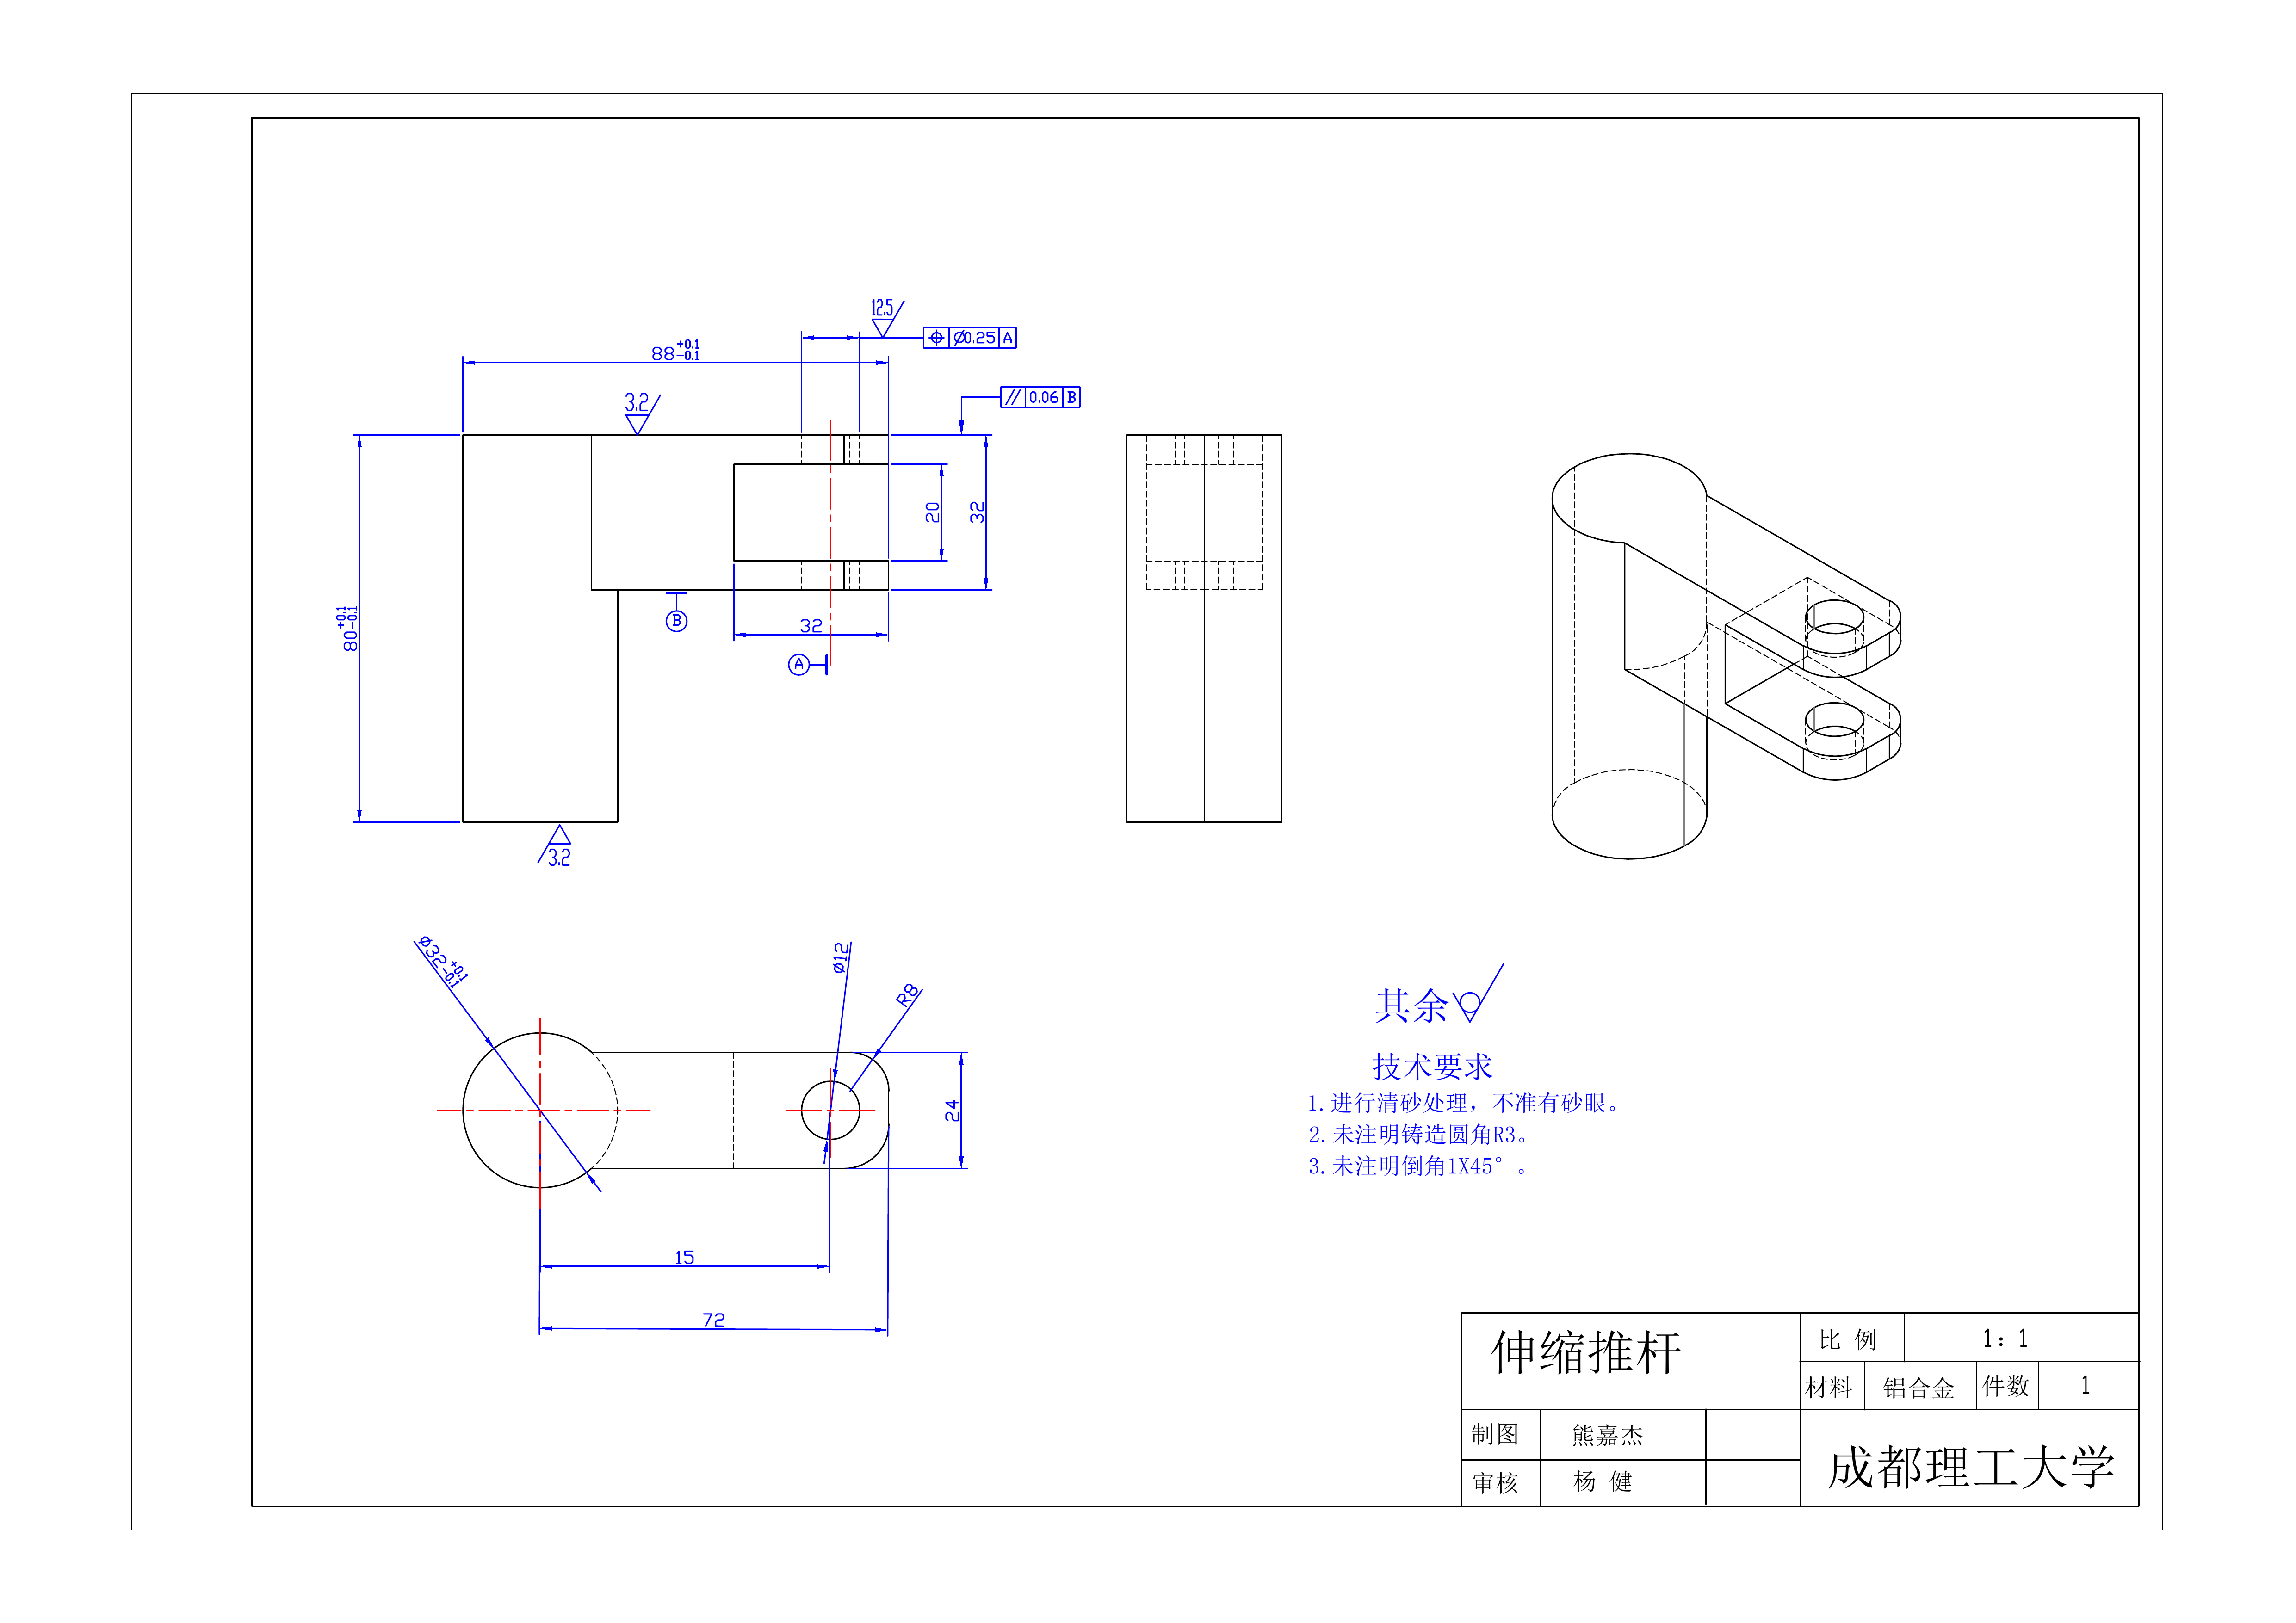 12.5
⌖ Ø0.25 A
88 +0.1 -0.1
// 0.06 B
3.2
20
32
80 +0.1 -0.1
B
32
A
3.2
Ø32 +0.1 -0.1
Ø12
R8
24
15
72
其余
技术要求
1.进行清砂处理，不准有砂眼。
2.未注明铸造圆角R3。
3.未注明倒角1X45°。
伸缩推杆
比 例 1：1
材料 铝合金 件数 1
制图 熊嘉杰
审核 杨 健
成都理工大学